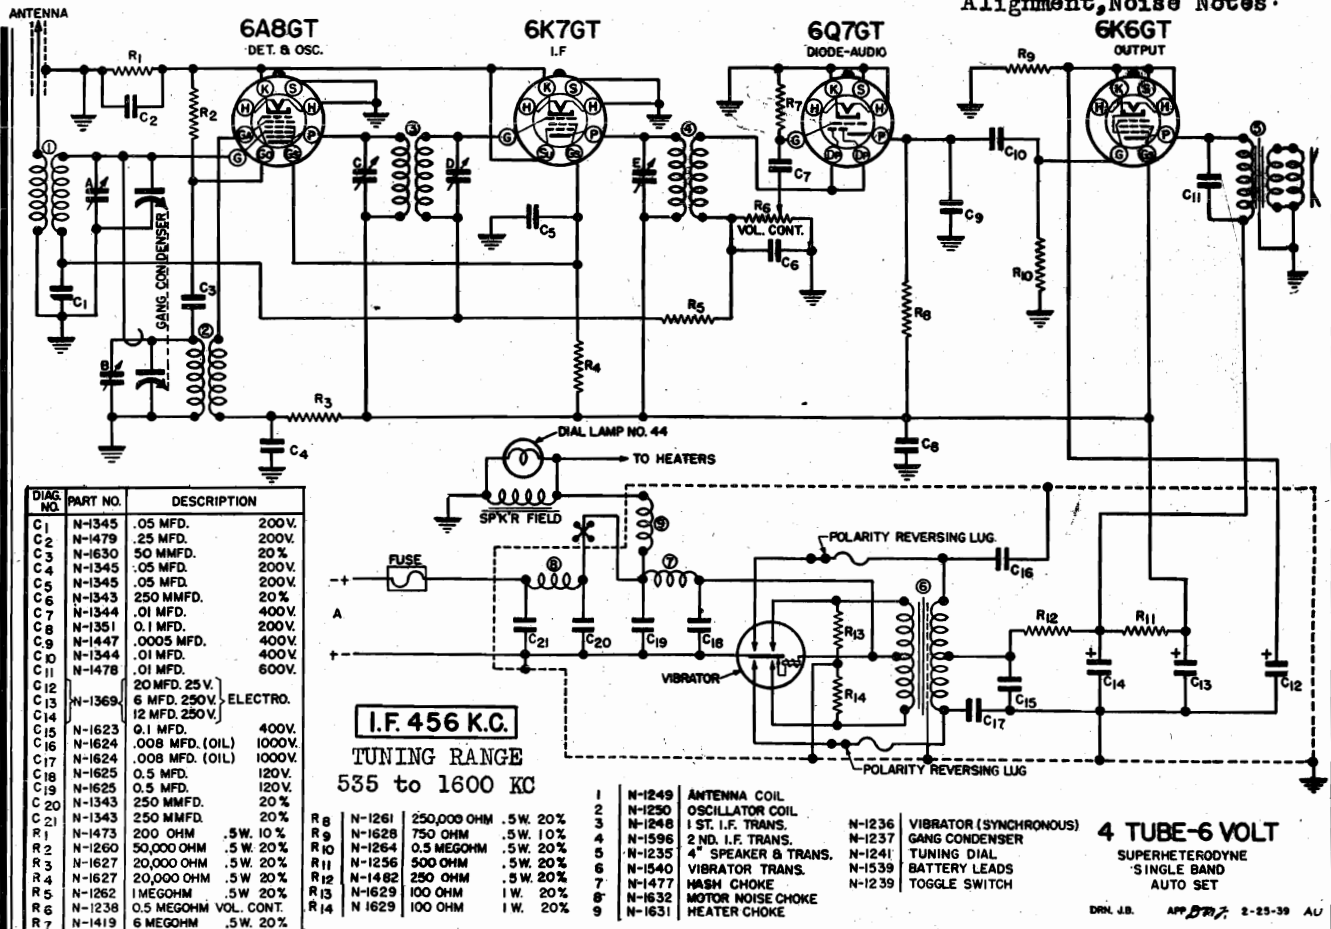 Alignment, Noise Notes.
ANTENNA
6A8GT
DET. & OSC.
6K7GT
I.F
6Q7GT
DIODE-AUDIO
6K6GT
OUTPUT
R1
C2
R2
K S H H G P
C
3
D
K S H H G P
E
4
R7
K S H H G P
C7
R6
VOL. CONT.
C6
C10
C9
R9
K S H H G P
C11
5
1
A
GANG CONDENSER
C1
C3
2
B
C5
R5
R4
R8
R10
R3
C4
C8
DIAL LAMP NO. 44
TO HEATERS
SP'K'R FIELD
9
POLARITY REVERSING LUG
FUSE
-+
A
+-
8
7
C21
C20
C19
C18
VIBRATOR
R13
R14
6
C16
C17
C15
R12
R11
C14
C13
C12
+
+
+
POLARITY REVERSING LUG
DIAG. NO. PART NO. DESCRIPTION
C1 N-1345 .05 MFD. 200V.
C2 N-1479 .25 MFD. 200V.
C3 N-1630 50 MMFD. 20%
C4 N-1345 .05 MFD. 200V.
C5 N-1345 .05 MFD. 200V.
C6 N-1343 250 MMFD. 20%
C7 N-1344 .01 MFD. 400V.
C8 N-1351 0.1 MFD. 200V.
C9 N-1447 .0005 MFD. 400V.
C10 N-1344 .01 MFD. 400V.
C11 N-1478 .01 MFD. 600V.
C12 20 MFD. 25V.
C13 N-1369 6 MFD. 250V. ELECTRO.
C14 12 MFD. 250V.
C15 N-1623 0.1 MFD. 400V.
C16 N-1624 .008 MFD. (OIL) 1000V.
C17 N-1624 .008 MFD. (OIL) 1000V.
C18 N-1625 0.5 MFD. 120V.
C19 N-1625 0.5 MFD. 120V.
C20 N-1343 250 MMFD. 20%
C21 N-1343 250 MMFD. 20%
R1 N-1473 200 OHM .5W. 10%
R2 N-1260 50,000 OHM .5W. 20%
R3 N-1627 20,000 OHM .5W. 20%
R4 N-1627 20,000 OHM .5W 20%
R5 N-1262 1 MEGOHM .5W 20%
R6 N-1238 0.5 MEGOHM VOL. CONT.
R7 N-1419 6 MEGOHM .5W. 20%
I.F. 456 K.C.
TUNING RANGE
535 to 1600 KC
R8 N-1261 250,000 OHM .5W. 20%
R9 N-1628 750 OHM .5W. 10%
R10 N-1264 0.5 MEGOHM .5W. 20%
R11 N-1256 500 OHM .5W. 20%
R12 N-1482 250 OHM .5W. 20%
R13 N-1629 100 OHM 1W. 20%
R14 N 1629 100 OHM 1W. 20%
1 N-1249 ANTENNA COIL
2 N-1250 OSCILLATOR COIL
3 N-1248 1 ST. I.F. TRANS.
4 N-1596 2 ND. I.F. TRANS.
5 N-1235 4" SPEAKER & TRANS.
6 N-1540 VIBRATOR TRANS.
7 N-1477 HASH CHOKE
8 N-1632 MOTOR NOISE CHOKE
9 N-1631 HEATER CHOKE
N-1236 VIBRATOR (SYNCHRONOUS)
N-1237 GANG CONDENSER
N-1241 TUNING DIAL
N-1539 BATTERY LEADS
N-1239 TOGGLE SWITCH
4 TUBE-6 VOLT
SUPERHETERODYNE
SINGLE BAND
AUTO SET
DRN. J.B. APP 2-25-39 AU